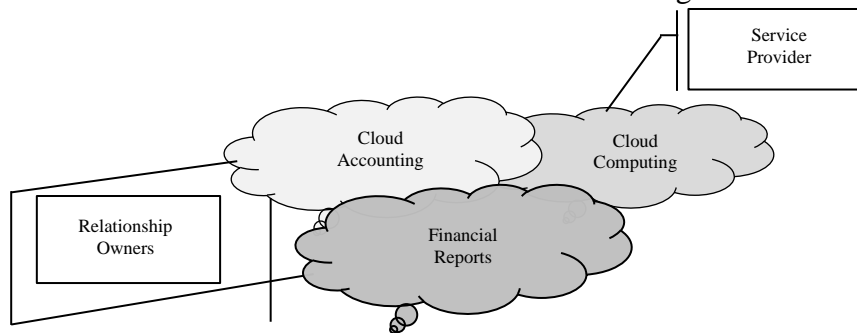 Service
Provider
Cloud
Accounting
Cloud
Computing
Relationship
Owners
Financial
Reports